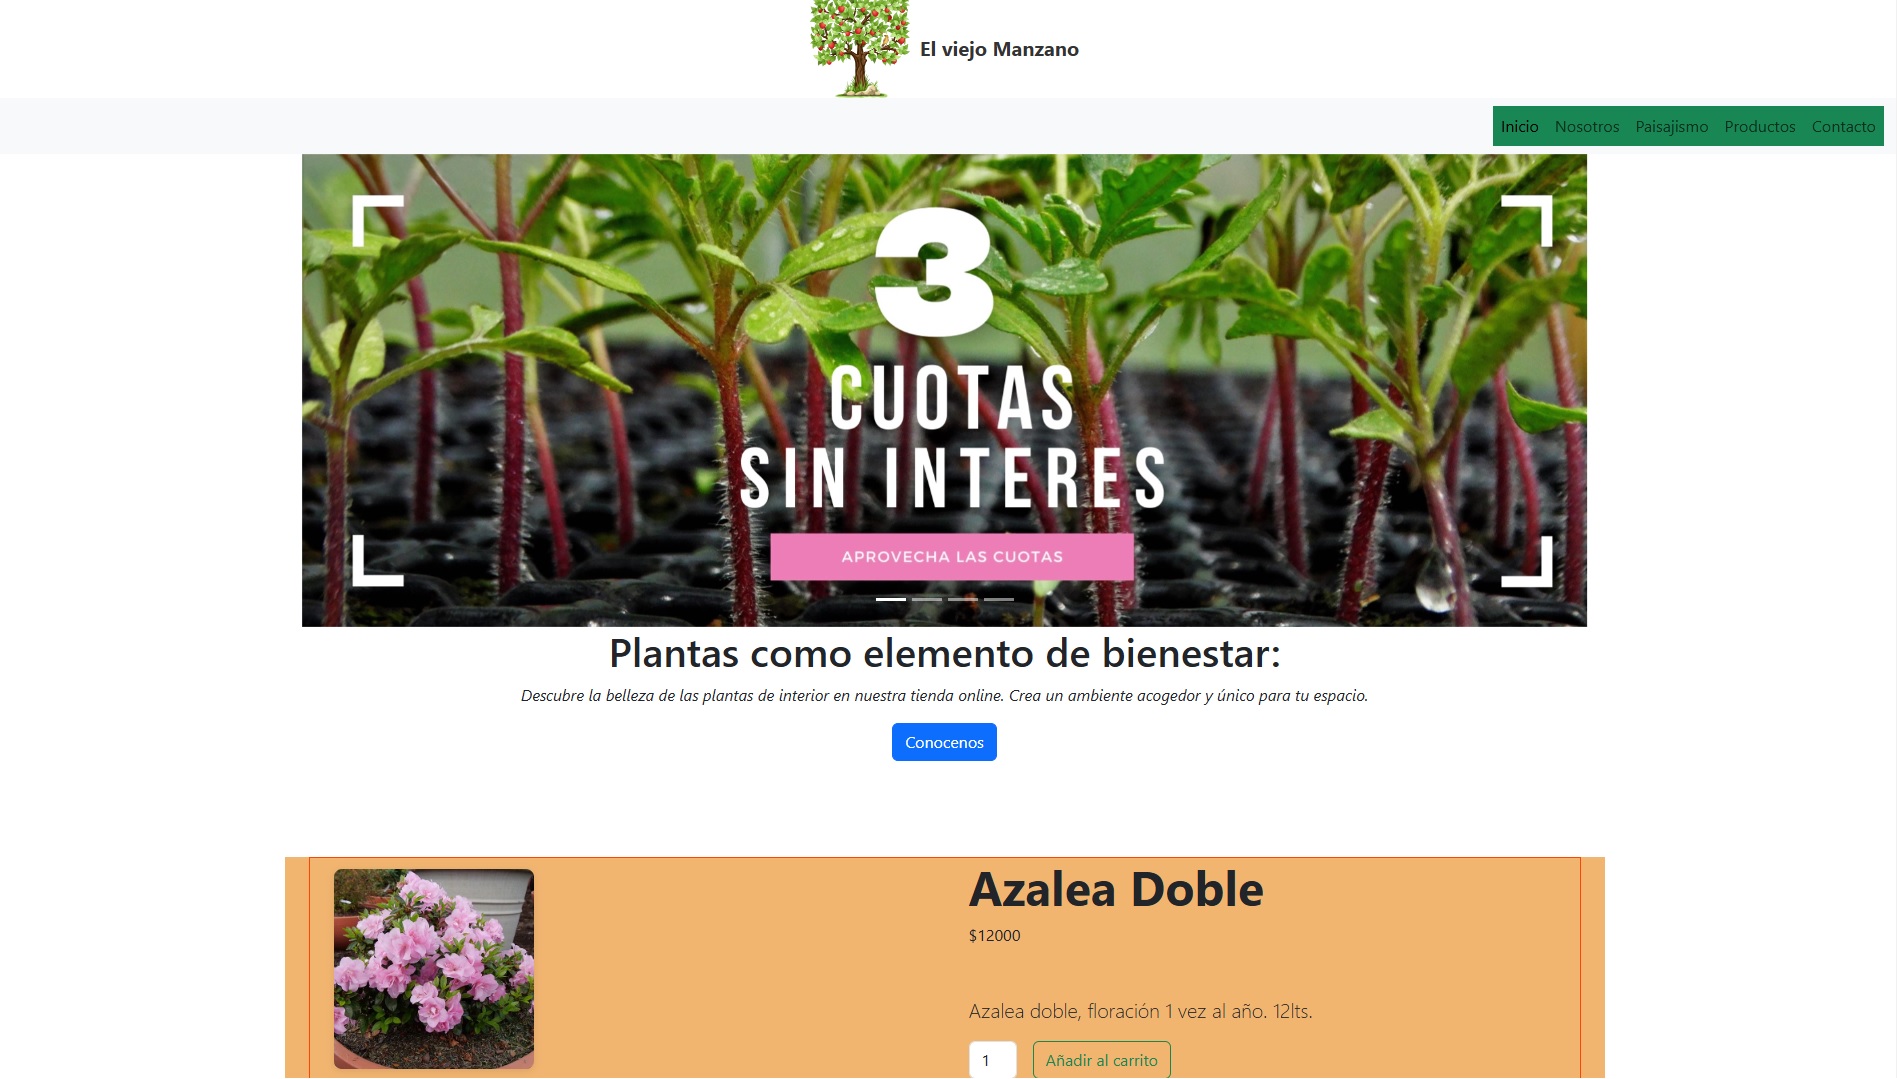 El viejo Manzano
Inicio Nosotros Paisajismo Productos Contacto
3
CUOTAS
SIN INTERES
APROVECHA LAS CUOTAS
Plantas como elemento de bienestar:
Descubre la belleza de las plantas de interior en nuestra tienda online. Crea un ambiente acogedor y único para tu espacio.
Conocenos
Azalea Doble
$12000
Azalea doble, floración 1 vez al año. 12lts.
1 Añadir al carrito